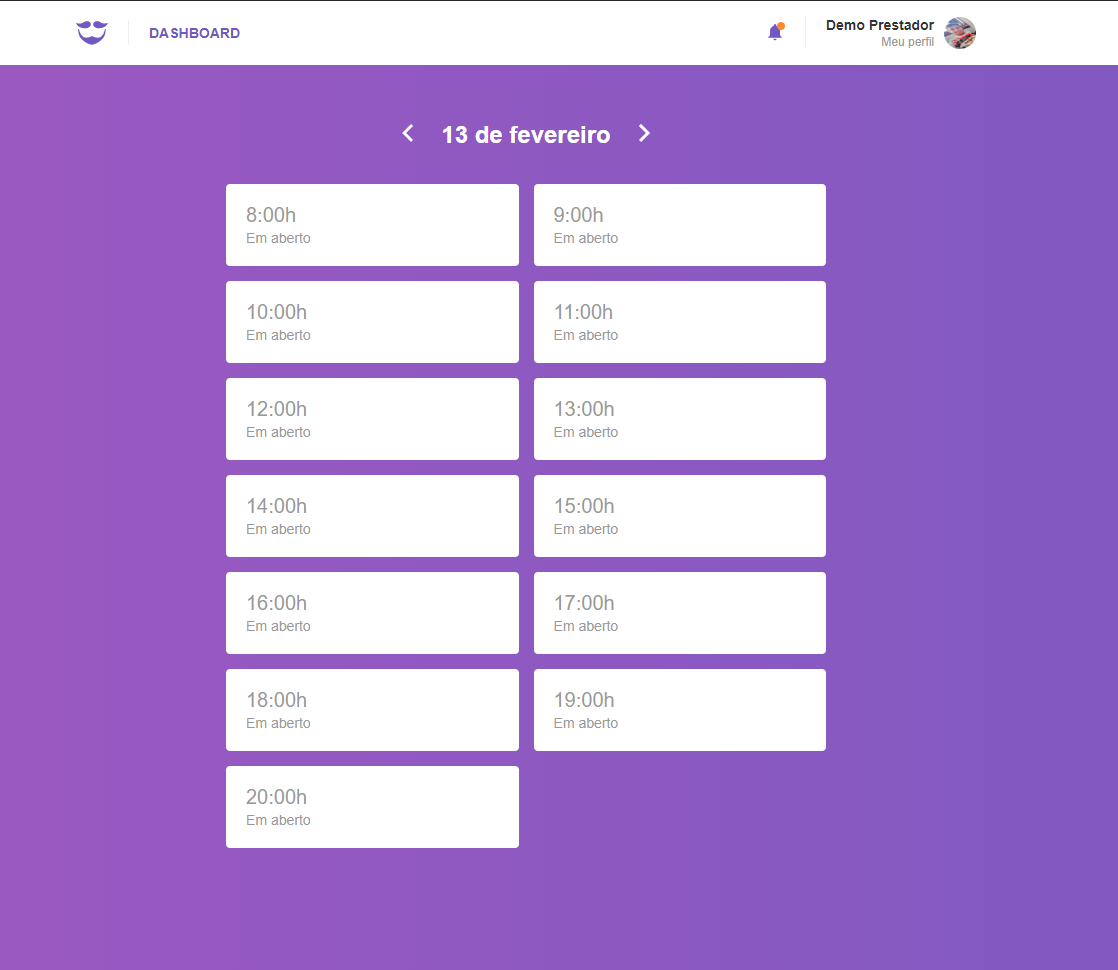 DASHBOARD
Demo Prestador
Meu perfil
13 de fevereiro
8:00h
Em aberto
9:00h
Em aberto
10:00h
Em aberto
11:00h
Em aberto
12:00h
Em aberto
13:00h
Em aberto
14:00h
Em aberto
15:00h
Em aberto
16:00h
Em aberto
17:00h
Em aberto
18:00h
Em aberto
19:00h
Em aberto
20:00h
Em aberto